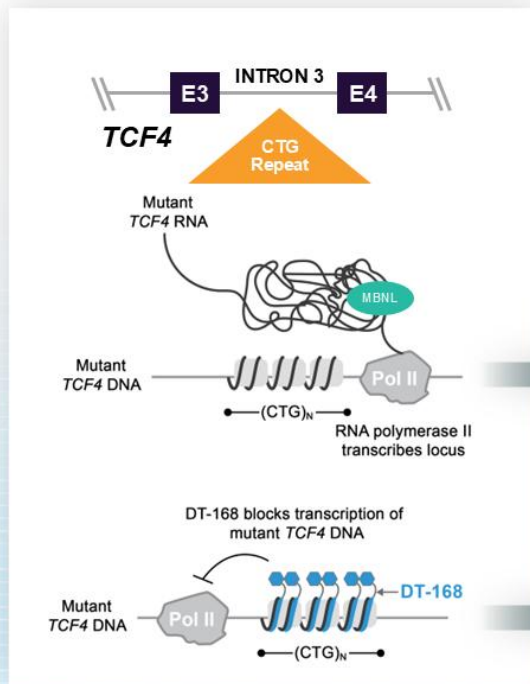 INTRON 3
E3
E4
TCF4
CTG
Repeat
Mutant
TCF4 RNA
MBNL
Mutant
TCF4 DNA
Pol II
(CTG)N
RNA polymerase II
transcribes locus
DT-168 blocks transcription of
mutant TCF4 DNA
DT-168
Mutant
TCF4 DNA
Pol II
(CTG)N